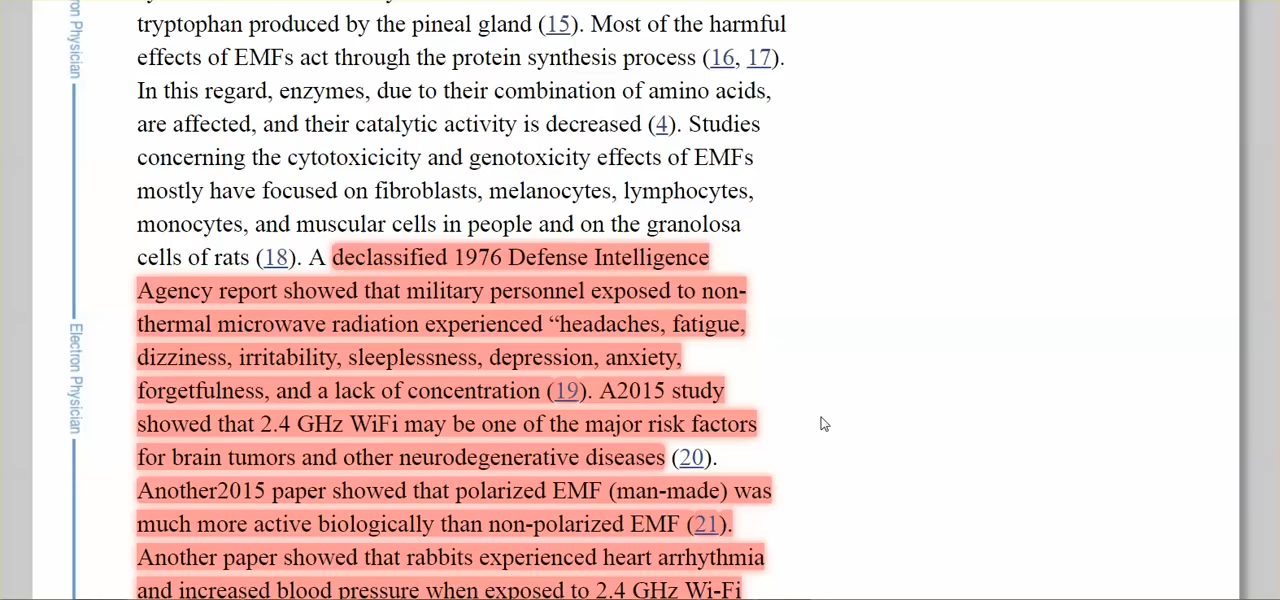 tryptophan produced by the pineal gland (15). Most of the harmful
effects of EMFs act through the protein synthesis process (16, 17).
In this regard, enzymes, due to their combination of amino acids,
are affected, and their catalytic activity is decreased (4). Studies
concerning the cytotoxicicity and genotoxicity effects of EMFs
mostly have focused on fibroblasts, melanocytes, lymphocytes,
monocytes, and muscular cells in people and on the granolosa
cells of rats (18). A declassified 1976 Defense Intelligence
Agency report showed that military personnel exposed to non-
thermal microwave radiation experienced “headaches, fatigue,
dizziness, irritability, sleeplessness, depression, anxiety,
forgetfulness, and a lack of concentration (19). A2015 study
showed that 2.4 GHz WiFi may be one of the major risk factors
for brain tumors and other neurodegenerative diseases (20).
Another2015 paper showed that polarized EMF (man-made) was
much more active biologically than non-polarized EMF (21).
Another paper showed that rabbits experienced heart arrhythmia
and increased blood pressure when exposed to 2.4 GHz Wi-Fi
ron Physician
Electron Physician